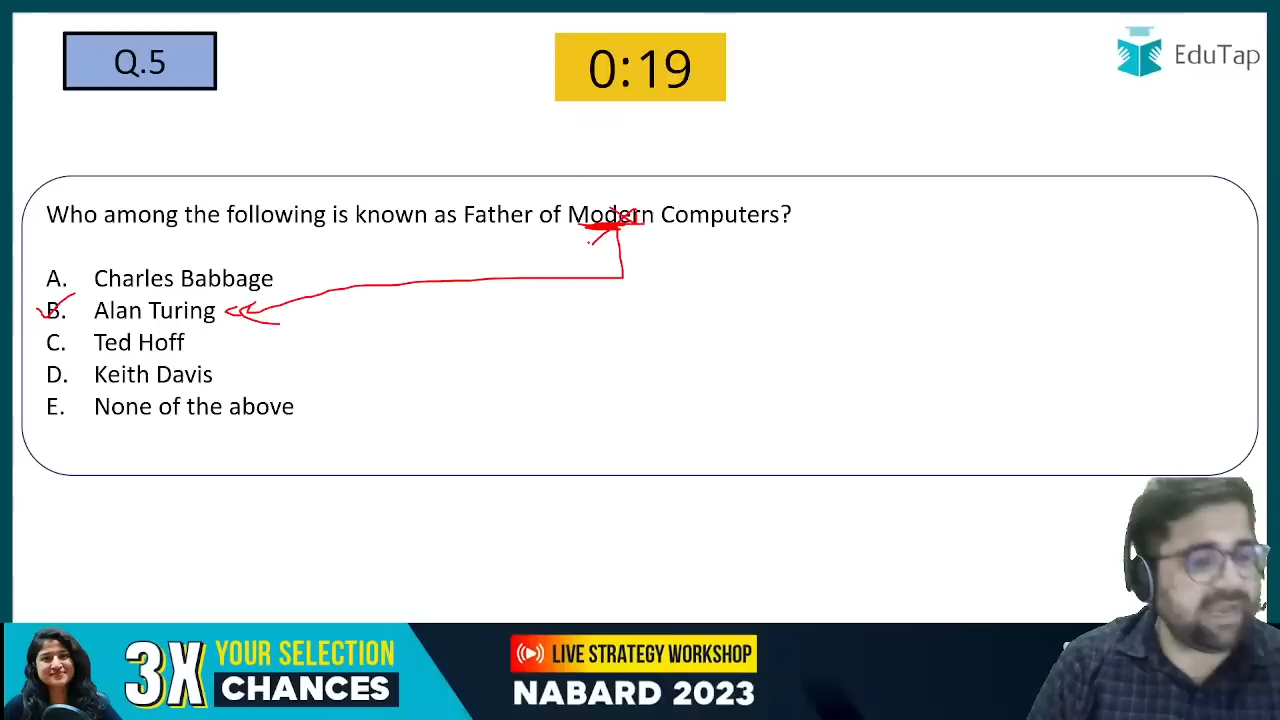 Q.5
0:19
EduTap
Who among the following is known as Father of Modern Computers?
A. Charles Babbage
B. Alan Turing
C. Ted Hoff
D. Keith Davis
E. None of the above
3X YOUR SELECTION CHANCES
LIVE STRATEGY WORKSHOP
NABARD 2023